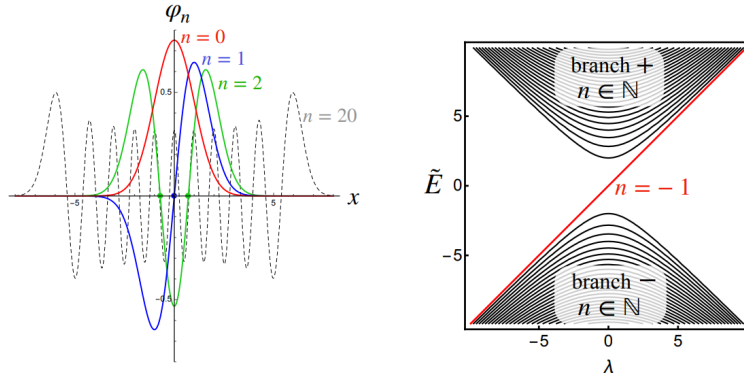 φₙ
n = 0
n = 1
n = 2
n = 20
0.5
-5
5
x
-0.5
branch +
n ∈ ℕ
5
Ẽ
0
n = − 1
-5
branch −
n ∈ ℕ
-5
0
5
λ